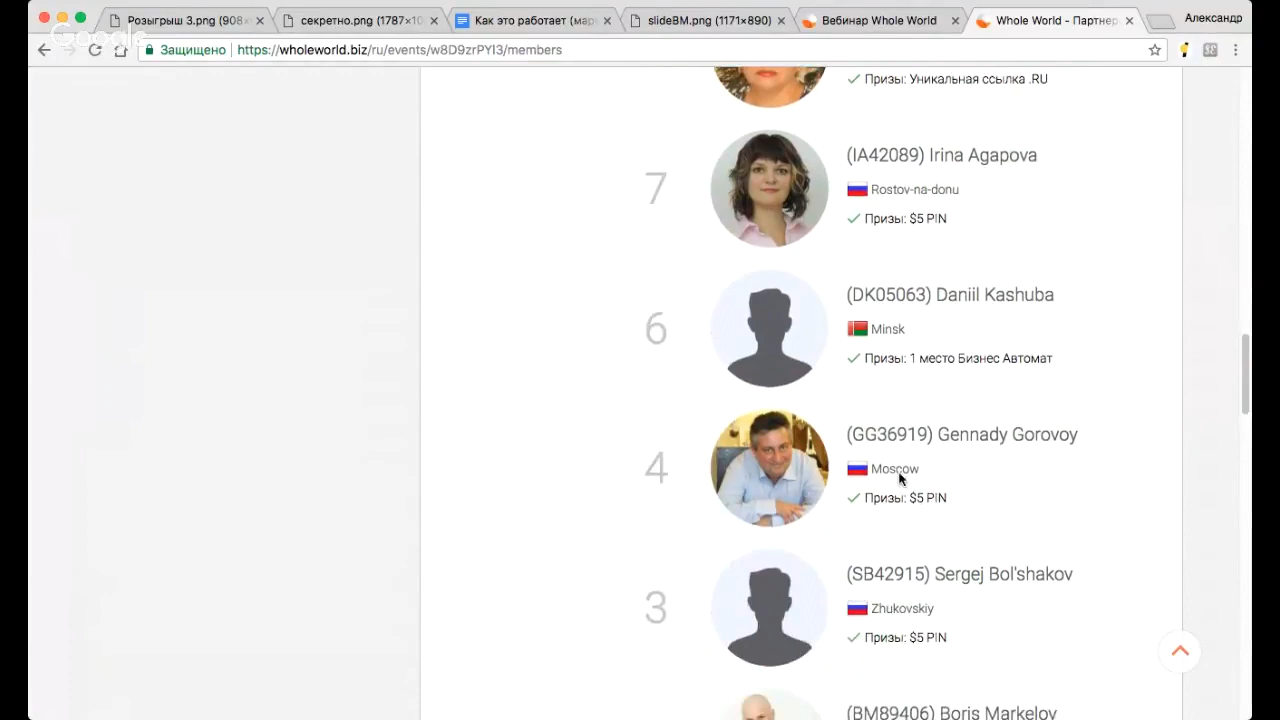 Розыгрыш 3.png (908×
секретно.png (1787×10
Как это работает (мар
slideBM.png (1171×890)
Вебинар Whole World
Whole World - Партнер
Александр
Google
Защищено
https://wholeworld.biz/ru/events/w8D9zrPYI3/members
Призы: Уникальная ссылка .RU
7
(IA42089) Irina Agapova
Rostov-na-donu
Призы: $5 PIN
6
(DK05063) Daniil Kashuba
Minsk
Призы: 1 место Бизнес Автомат
4
(GG36919) Gennady Gorovoy
Moscow
Призы: $5 PIN
3
(SB42915) Sergej Bol'shakov
Zhukovskiy
Призы: $5 PIN
(BM89406) Boris Markelov